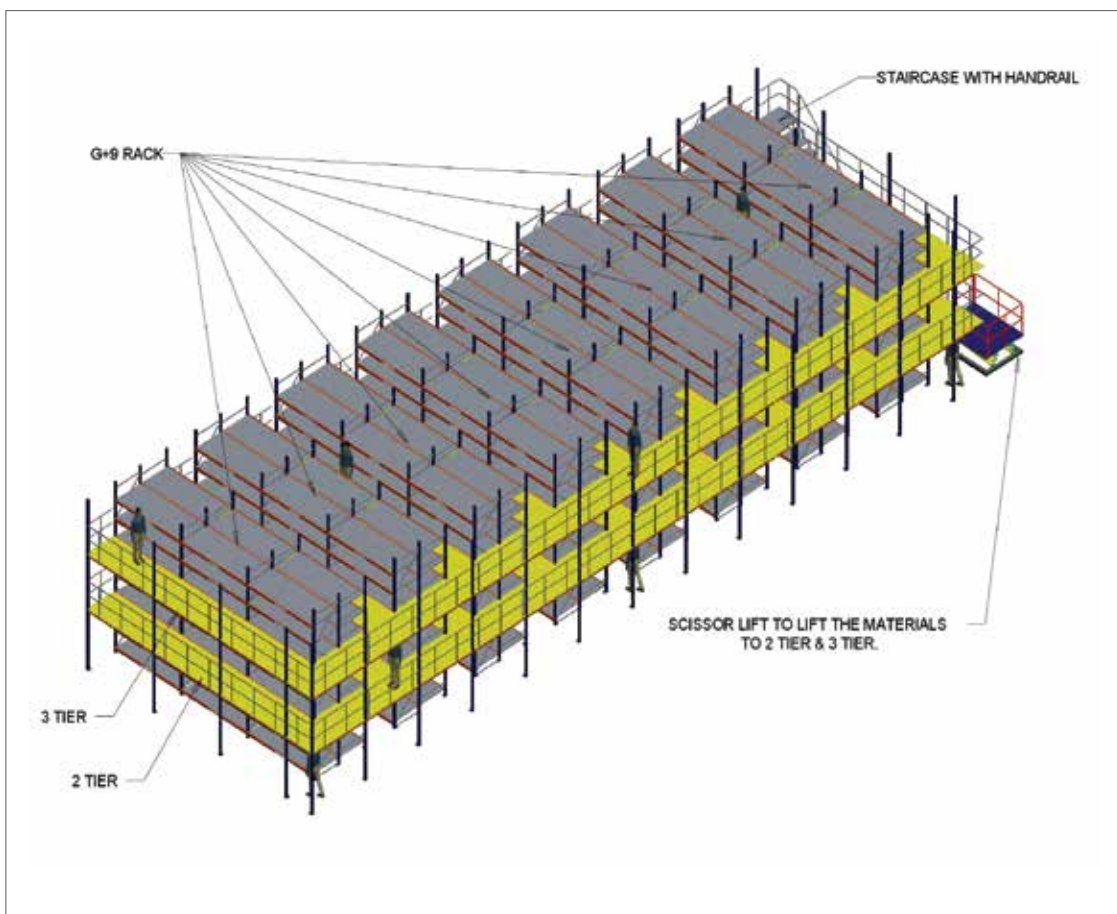 STAIRCASE WITH HANDRAIL
G+9 RACK
SCISSOR LIFT TO LIFT THE MATERIALS
TO 2 TIER & 3 TIER.
3 TIER
2 TIER